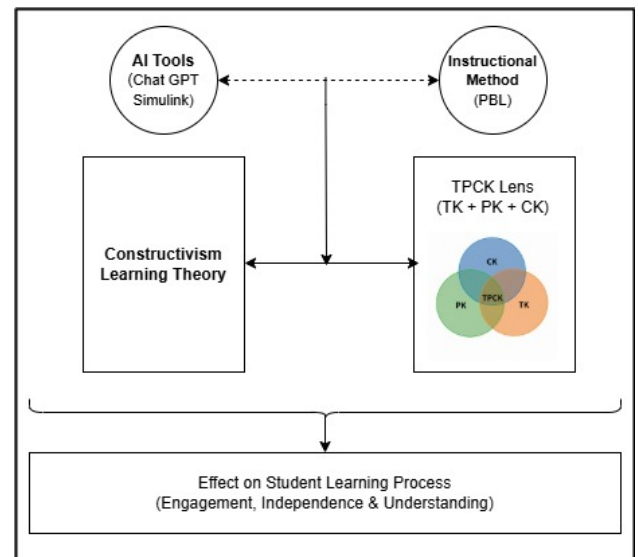 AI Tools
(Chat GPT
Simulink)
Instructional
Method
(PBL)
Constructivism
Learning Theory
TPCK Lens
(TK + PK + CK)
CK
PK
TPCK
TK
Effect on Student Learning Process
(Engagement, Independence & Understanding)